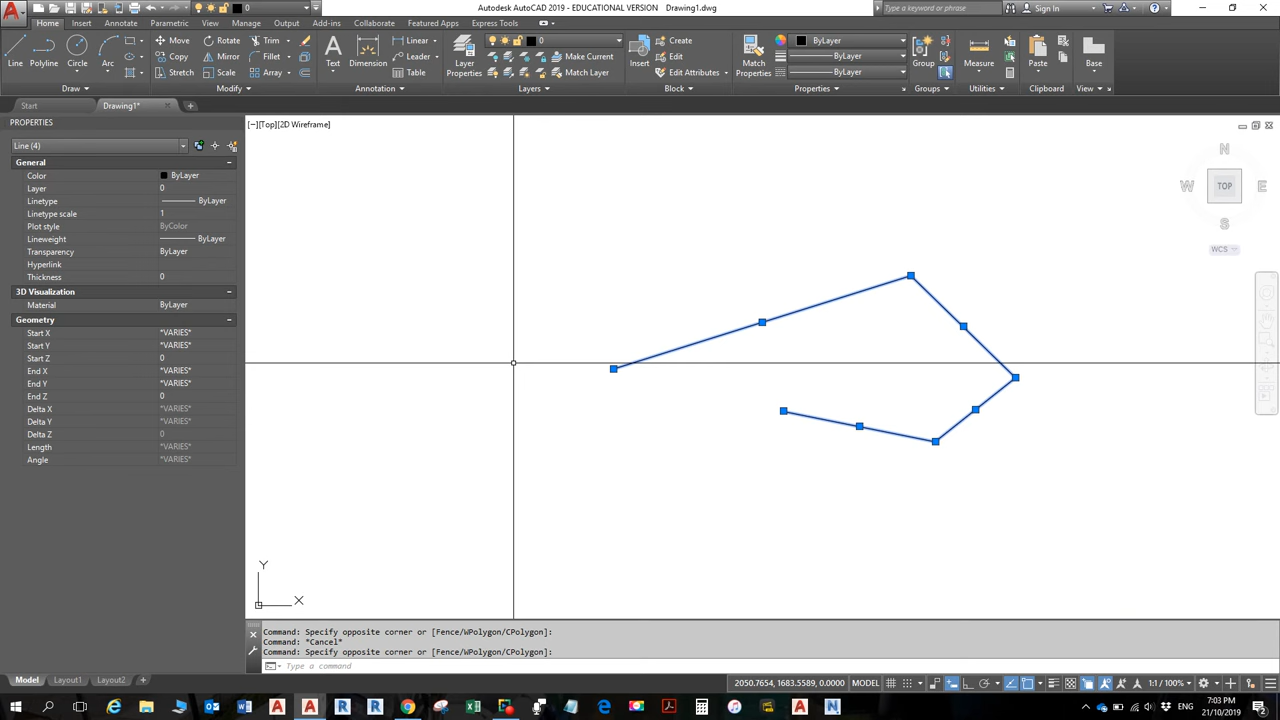 Autodesk AutoCAD 2019 - EDUCATIONAL VERSION Drawing1.dwg
Type a keyword or phrase
Sign In
0
Home Insert Annotate Parametric View Manage Output Add-ins Collaborate Featured Apps Express Tools
Line Polyline Circle Arc
Move Rotate Trim
Copy Mirror Fillet
Stretch Scale Array
Text Dimension
Linear
Leader
Table
Layer Properties
0
Make Current
Match Layer
Insert
Create
Edit
Edit Attributes
Match Properties
ByLayer
ByLayer
ByLayer
Group
Measure
Paste
Base
Draw Modify Annotation Layers Block Properties Groups Utilities Clipboard View
Start Drawing1*
PROPERTIES
Line (4)
General
Color ByLayer
Layer 0
Linetype ByLayer
Linetype scale 1
Plot style ByColor
Lineweight ByLayer
Transparency ByLayer
Hyperlink
Thickness 0
3D Visualization
Material ByLayer
Geometry
Start X *VARIES*
Start Y *VARIES*
Start Z 0
End X *VARIES*
End Y *VARIES*
End Z 0
Delta X *VARIES*
Delta Y *VARIES*
Delta Z 0
Length *VARIES*
Angle *VARIES*
[−][Top][2D Wireframe]
N
W TOP E
S
WCS
Y
X
Command: Specify opposite corner or [Fence/WPolygon/CPolygon]:
Command: *Cancel*
Command: Specify opposite corner or [Fence/WPolygon/CPolygon]:
Type a command
Model Layout1 Layout2
2050.7654, 1683.5589, 0.0000 MODEL 1:1 / 100%
ENG
7:03 PM
21/10/2019